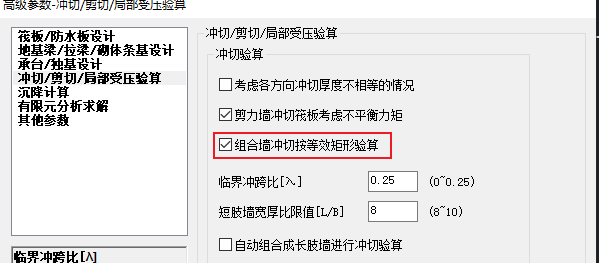 高级参数-冲切/剪切/局部受压验算
筏板/防水板设计
地基梁/拉梁/砌体条基设计
承台/独基设计
冲切/剪切/局部受压验算
沉降计算
有限元分析求解
其他参数
临界冲跨比[λ]
冲切/剪切/局部受压验算
冲切验算
考虑各方向冲切厚度不相等的情况
剪力墙冲切筏板考虑不平衡力矩
组合墙冲切按等效矩形验算
临界冲跨比[λ] 0.25 (0~0.25)
短肢墙宽厚比限值[L/B] 8 (8~10)
自动组合成长肢墙进行冲切验算